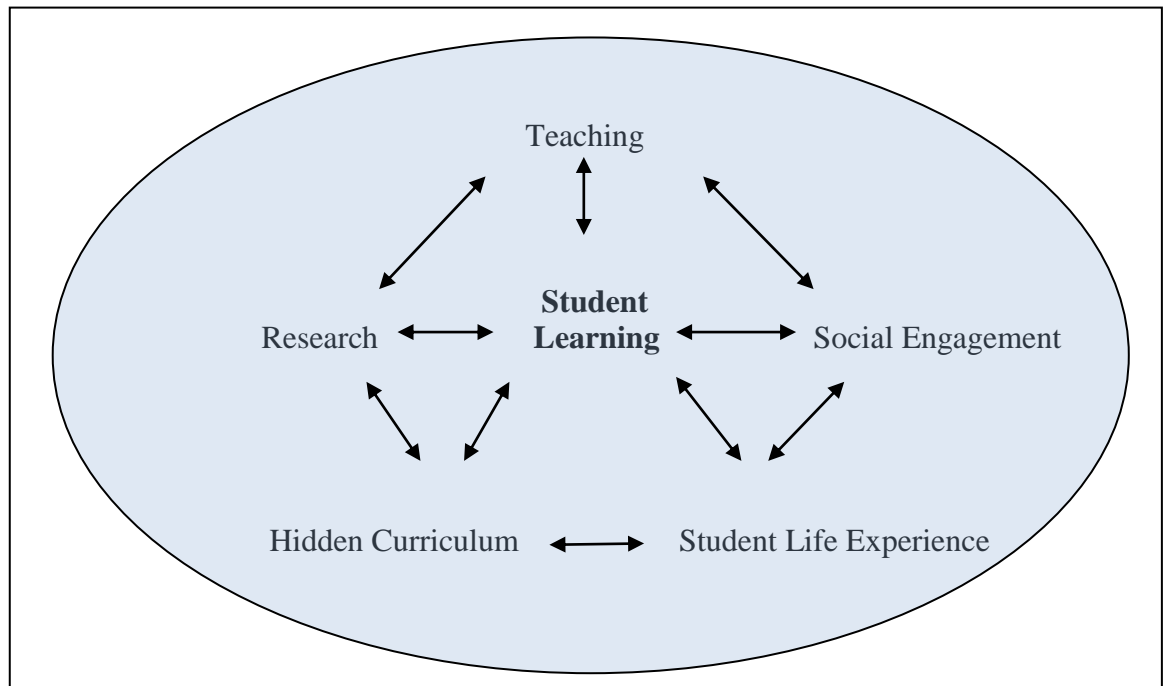 Teaching
Student
Learning
Research
Social Engagement
Hidden Curriculum
Student Life Experience